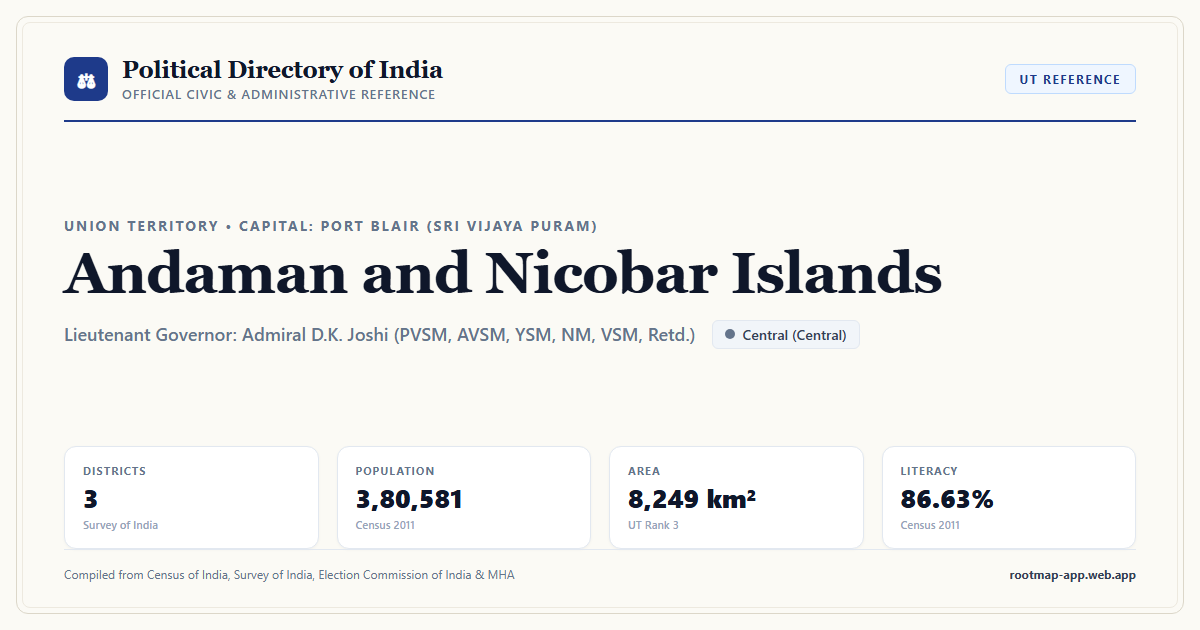 Political Directory of India
OFFICIAL CIVIC & ADMINISTRATIVE REFERENCE
UT REFERENCE
UNION TERRITORY • CAPITAL: PORT BLAIR (SRI VIJAYA PURAM)
Andaman and Nicobar Islands
Lieutenant Governor: Admiral D.K. Joshi (PVSM, AVSM, YSM, NM, VSM, Retd.)
Central (Central)
DISTRICTS
3
Survey of India
POPULATION
3,80,581
Census 2011
AREA
8,249 km²
UT Rank 3
LITERACY
86.63%
Census 2011
Compiled from Census of India, Survey of India, Election Commission of India & MHA
rootmap-app.web.app